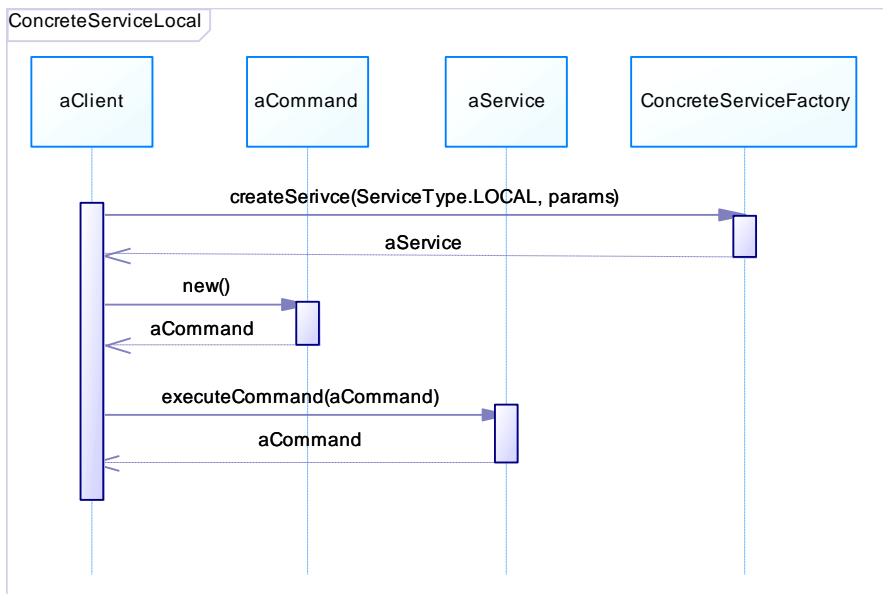 ConcreteServiceLocal
aClient
aCommand
aService
ConcreteServiceFactory
createSerivce(ServiceType.LOCAL, params)
aService
new()
aCommand
executeCommand(aCommand)
aCommand